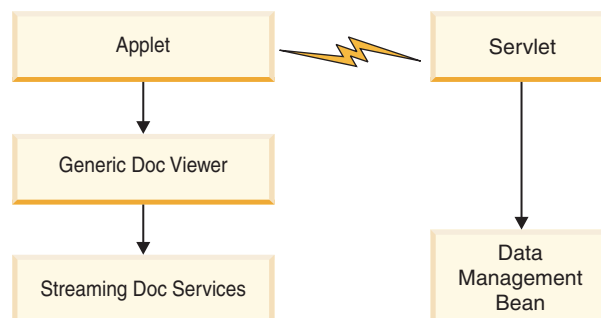 Applet
Servlet
Generic Doc Viewer
Streaming Doc Services
Data
Management
Bean